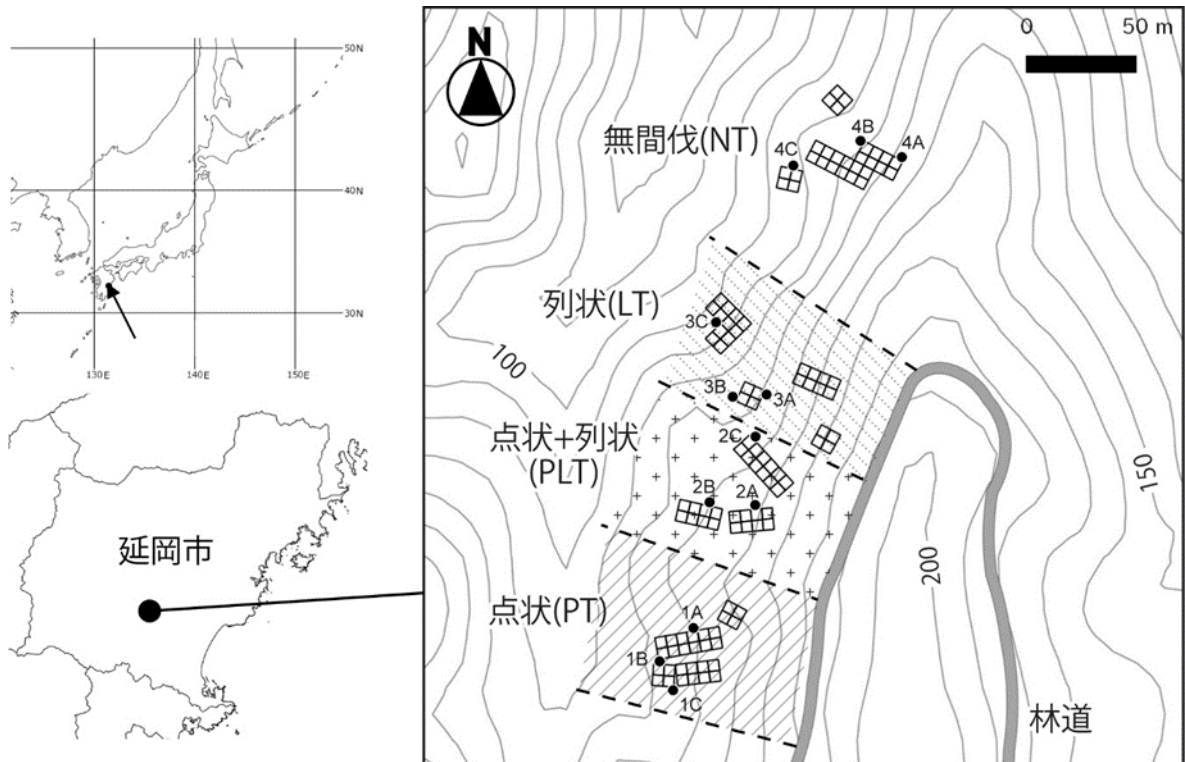 50N
40N
30N
130E
140E
150E
延岡市
N
0 50 m
無間伐(NT)
4B
4A
4C
列状(LT)
3C
100
3B
3A
点状+列状
(PLT)
2C
2B
2A
150
200
点状(PT)
1A
1B
1C
林道